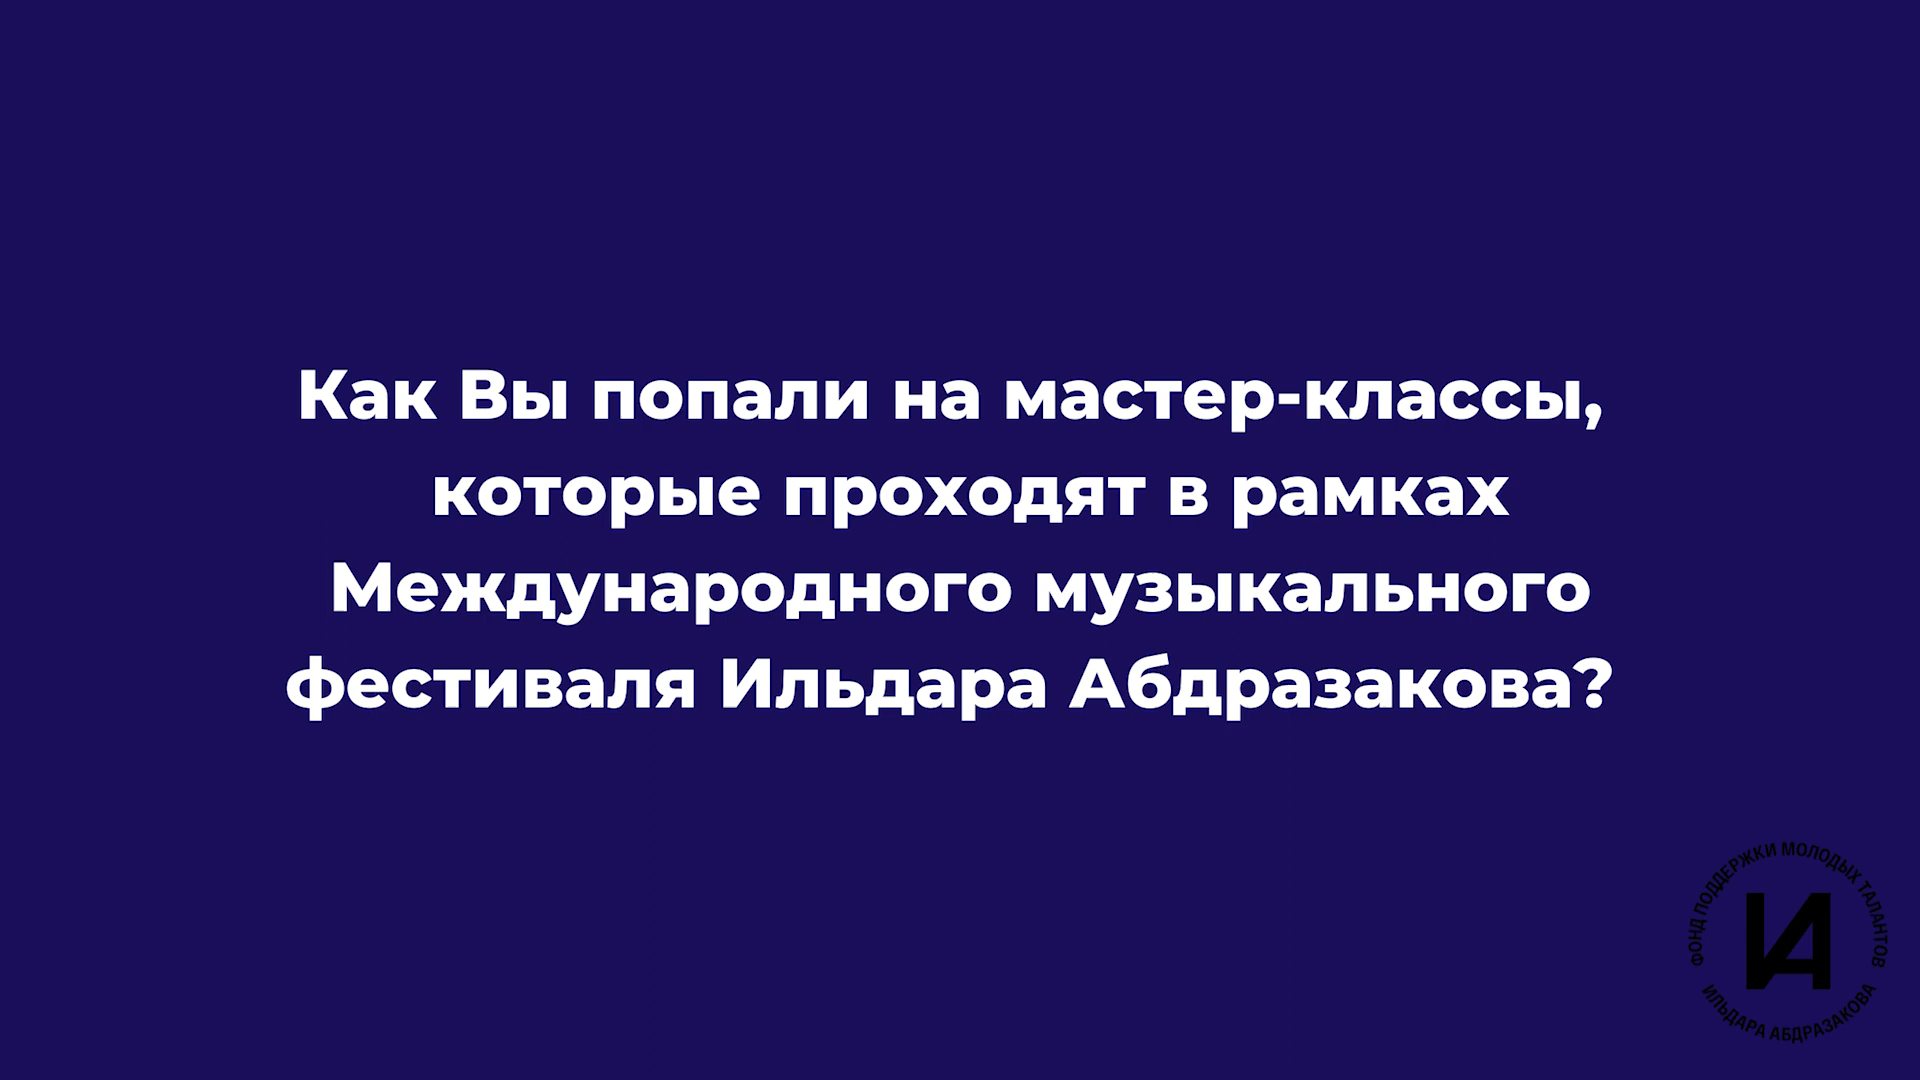 Как Вы попали на мастер-классы,
которые проходят в рамках
Международного музыкального
фестиваля Ильдара Абдразакова?
ФОНД ПОДДЕРЖКИ МОЛОДЫХ ТАЛАНТОВ
ИА
ИЛЬДАРА АБДРАЗАКОВА